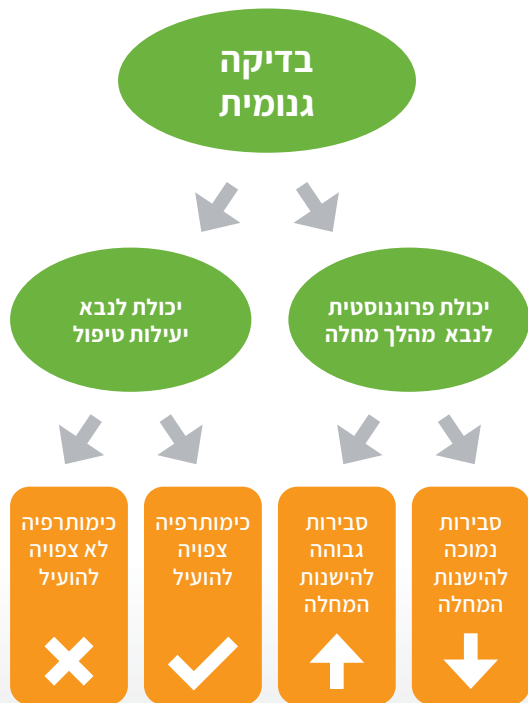 בדיקה
גנומית
יכולת פרוגנוסטית
לנבא מהלך מחלה
יכולת לנבא
יעילות טיפול
סבירות
נמוכה
להישנות
המחלה
סבירות
גבוהה
להישנות
המחלה
כימותרפיה
צפויה
להועיל
כימותרפיה
לא צפויה
להועיל